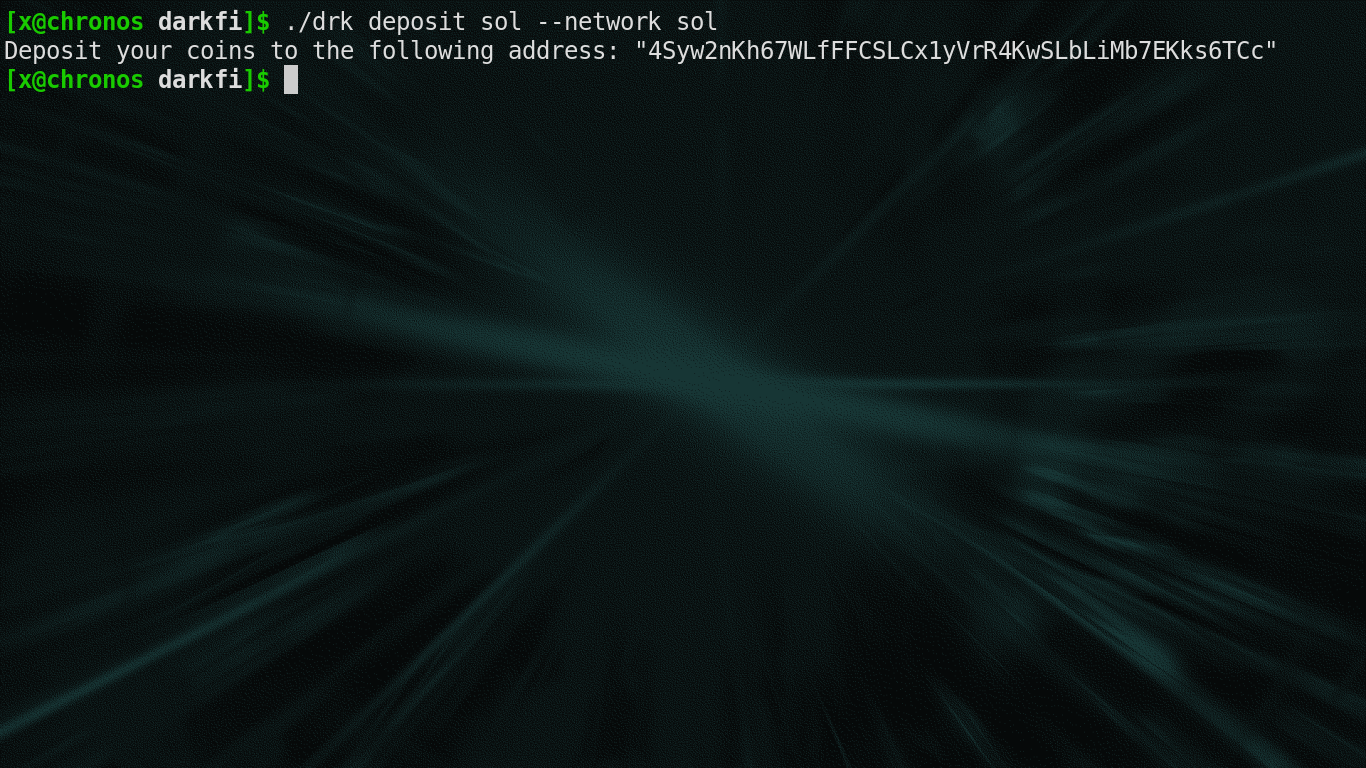 [x@chronos darkfi]$ ./drk deposit sol --network sol
Deposit your coins to the following address: "4Syw2nKh67WLfFFCSLCx1yVrR4KwSLbLiMb7EKks6TCc"
[x@chronos darkfi]$